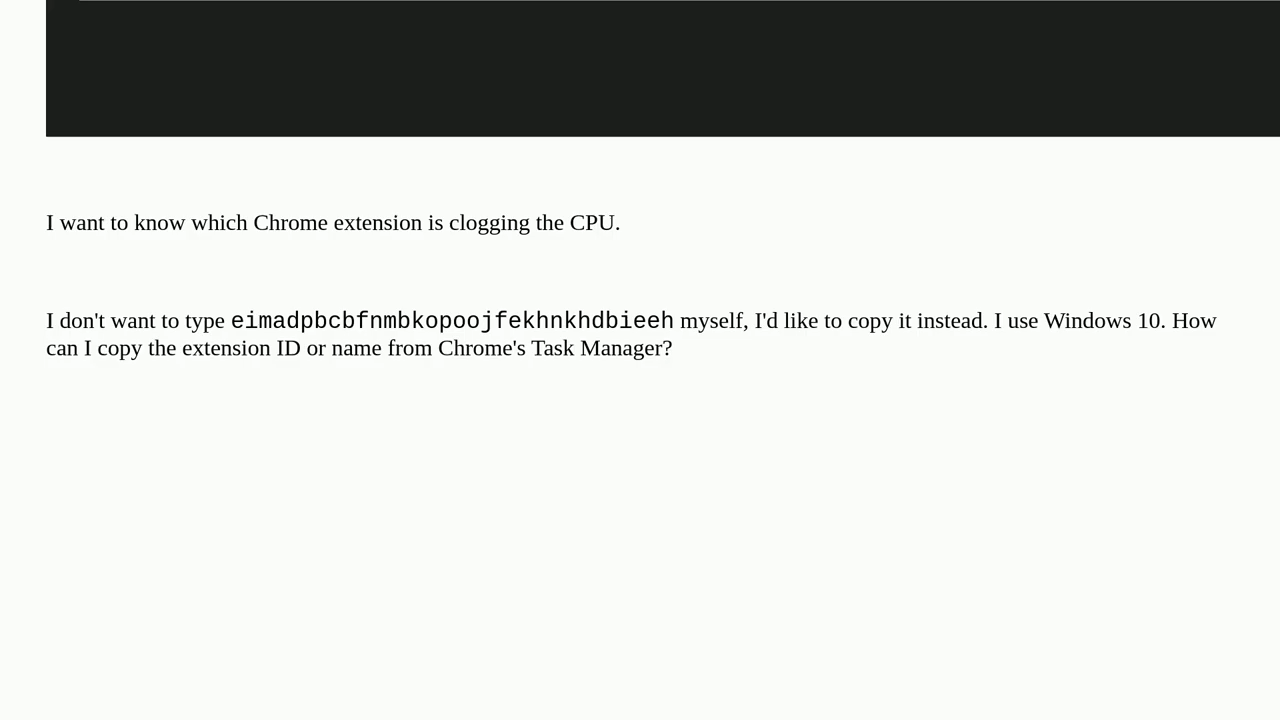 I want to know which Chrome extension is clogging the CPU.
I don't want to type eimadpbcbfnmbkopoojfekhnkhdbieeh myself, I'd like to copy it instead. I use Windows 10. How
can I copy the extension ID or name from Chrome's Task Manager?